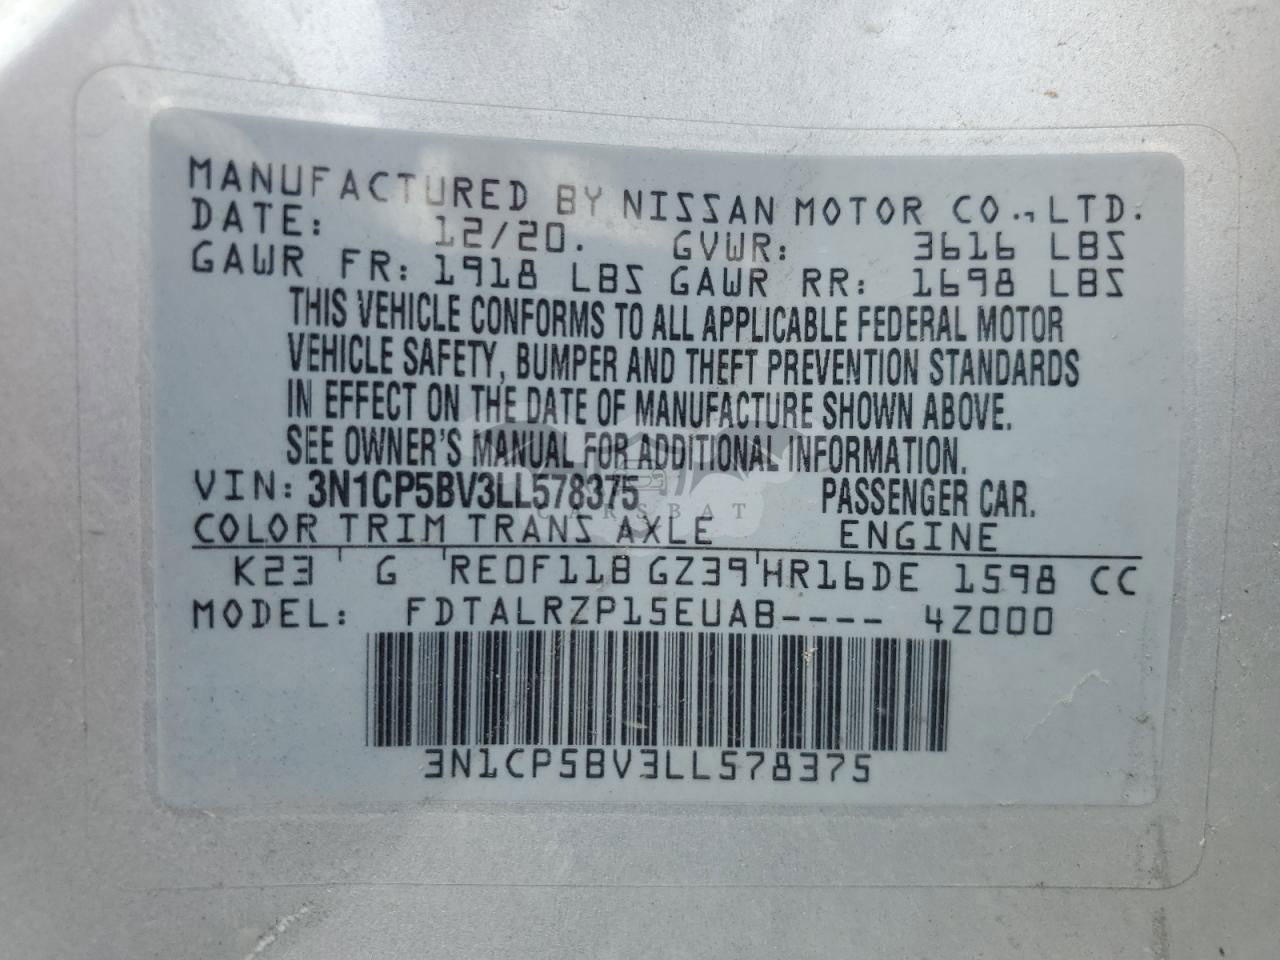 MANUFACTURED BY NISSAN MOTOR CO., LTD.
DATE: 12/20. GVWR: 3616 LBS
GAWR FR: 1918 LBS GAWR RR: 1698 LBS
THIS VEHICLE CONFORMS TO ALL APPLICABLE FEDERAL MOTOR
VEHICLE SAFETY, BUMPER AND THEFT PREVENTION STANDARDS
IN EFFECT ON THE DATE OF MANUFACTURE SHOWN ABOVE.
SEE OWNER'S MANUAL FOR ADDITIONAL INFORMATION.
VIN: 3N1CP5BV3LL578375 PASSENGER CAR.
CARSBAT
COLOR TRIM TRANS AXLE ENGINE
K23 ' G ' RE0F11B GZ39 ' HR16DE 1598 CC
MODEL: FDTALRZP15EUAB---- 4Z000
3N1CP5BV3LL578375